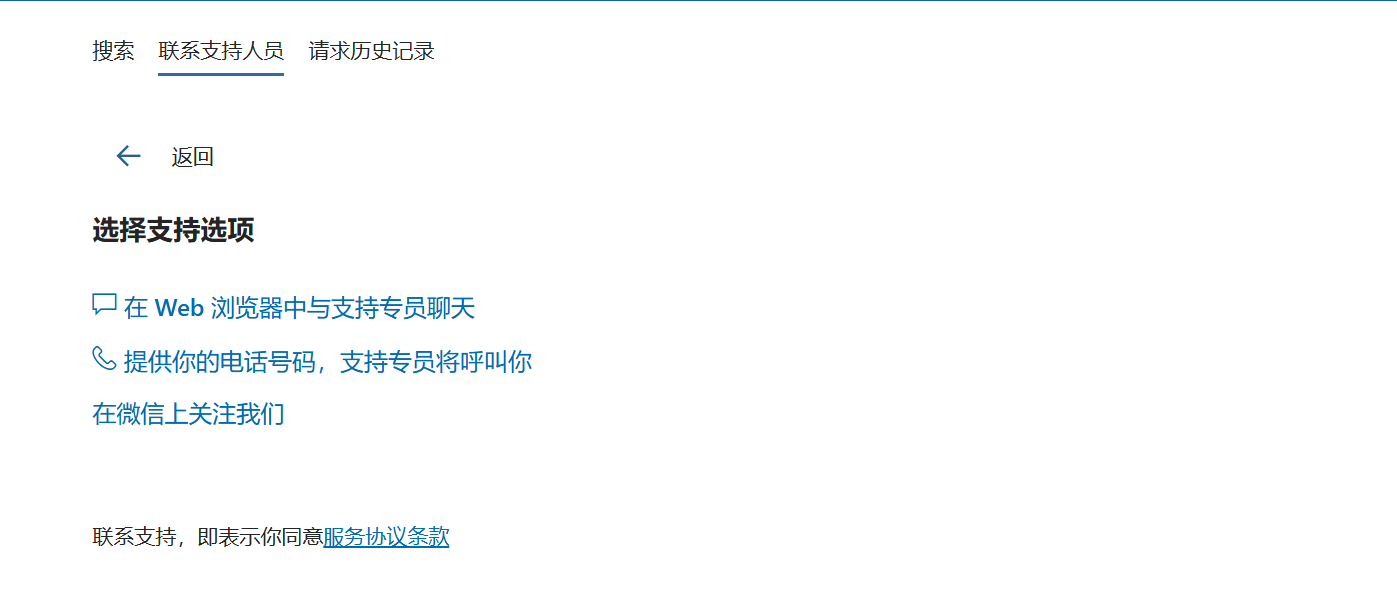 搜索 联系支持人员 请求历史记录
返回
选择支持选项
在 Web 浏览器中与支持专员聊天
提供你的电话号码，支持专员将呼叫你
在微信上关注我们
联系支持，即表示你同意服务协议条款